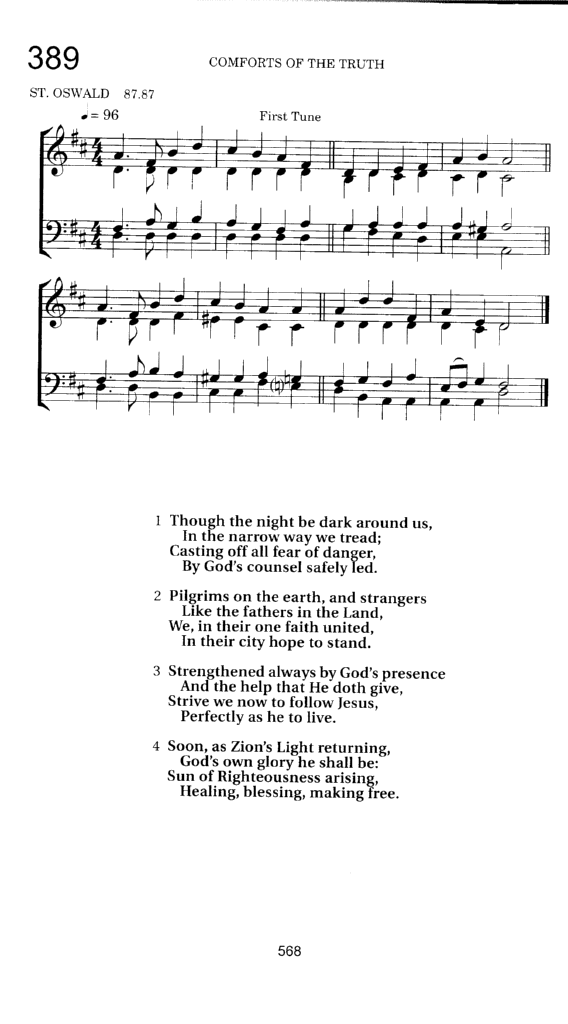 389
COMFORTS OF THE TRUTH
ST. OSWALD 87.87
♩ = 96
First Tune
1 Though the night be dark around us,
In the narrow way we tread;
Casting off all fear of danger,
By God's counsel safely led.
2 Pilgrims on the earth, and strangers
Like the fathers in the Land,
We, in their one faith united,
In their city hope to stand.
3 Strengthened always by God's presence
And the help that He doth give,
Strive we now to follow Jesus,
Perfectly as he to live.
4 Soon, as Zion's Light returning,
God's own glory he shall be:
Sun of Righteousness arising,
Healing, blessing, making free.
568